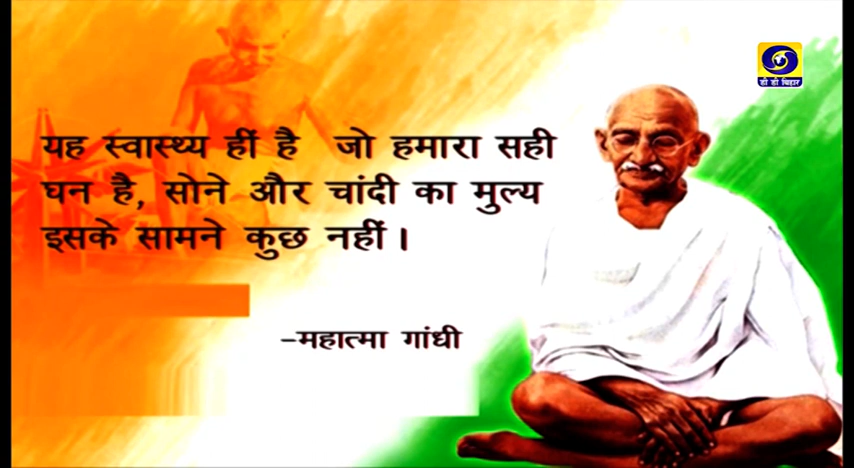 डी डी बिहार
यह स्वास्थ्य हीं है जो हमारा सही
घन है, सोने और चांदी का मुल्य
इसके सामने कुछ नहीं।
-महात्मा गांधी